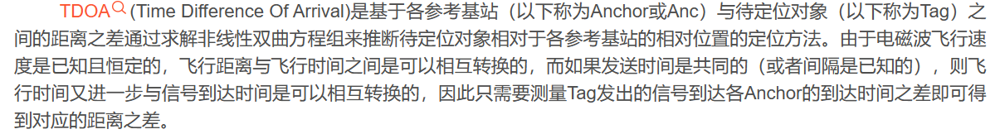 TDOA (Time Difference Of Arrival)是基于各参考基站（以下称为Anchor或Anc）与待定位对象（以下称为Tag）之
间的距离之差通过求解非线性双曲方程组来推断待定位对象相对于各参考基站的相对位置的定位方法。由于电磁波飞行速
度是已知且恒定的，飞行距离与飞行时间之间是可以相互转换的，而如果发送时间是共同的（或者间隔是已知的），则飞
行时间又进一步与信号到达时间是可以相互转换的，因此只需要测量Tag发出的信号到达各Anchor的到达时间之差即可得
到对应的距离之差。